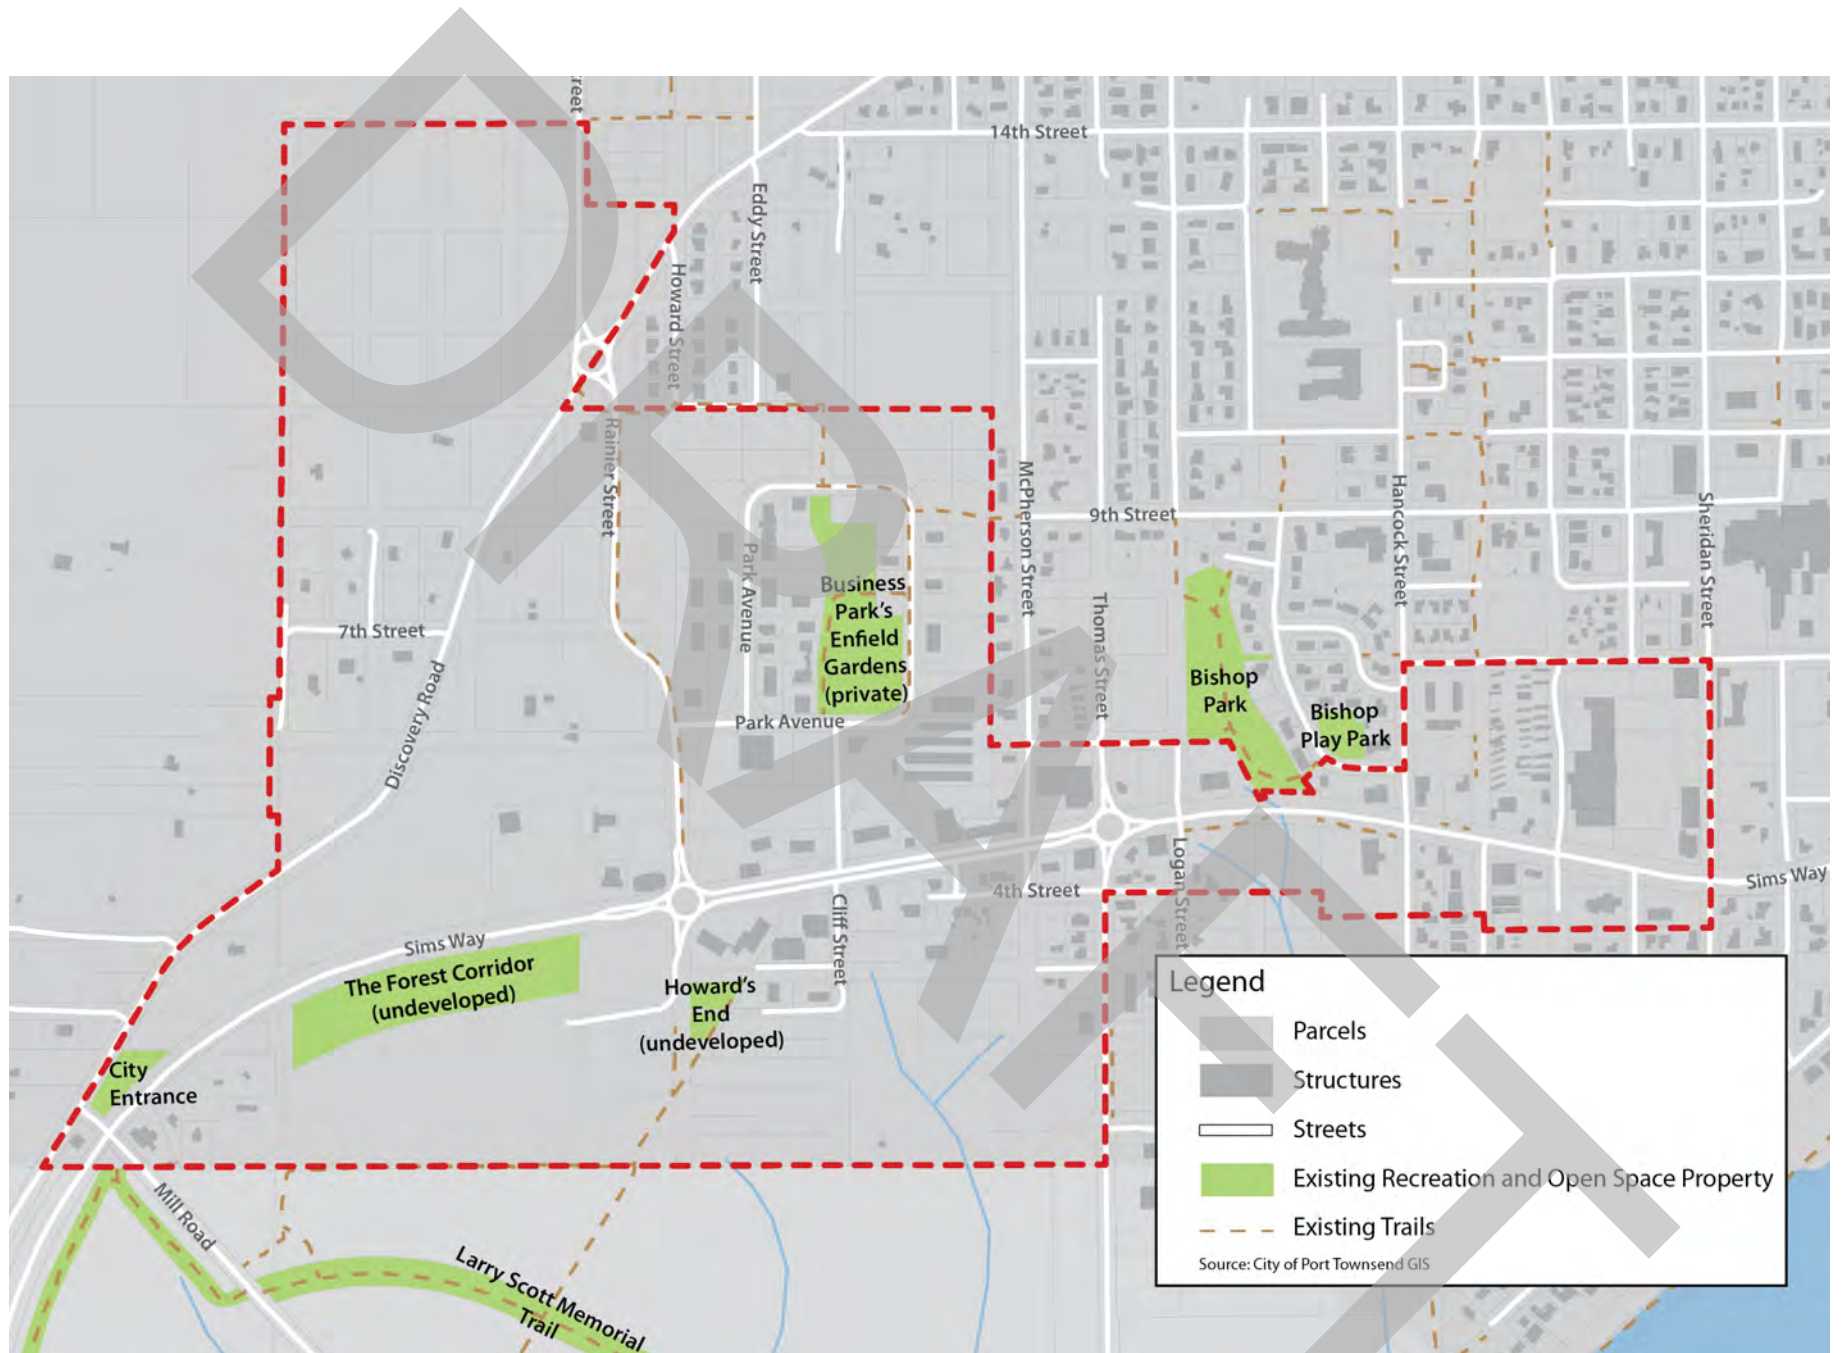 DRAFT
reet
14th Street
Eddy Street
Howard Street
Rainier Street
McPherson Street
9th Street
Hancock Street
Sheridan Street
Park Avenue
Business
Park's
Enfield
Gardens
(private)
Thomas Street
7th Street
Discovery Road
Park Avenue
Bishop
Park
Bishop
Play Park
Sims Way
4th Street
Logan Street
Cliff Street
Sims Way
The Forest Corridor
(undeveloped)
Howard's
End
(undeveloped)
City
Entrance
Mill Road
Larry Scott Memorial
Trail
Legend
Parcels
Structures
Streets
Existing Recreation and Open Space Property
Existing Trails
Source: City of Port Townsend GIS